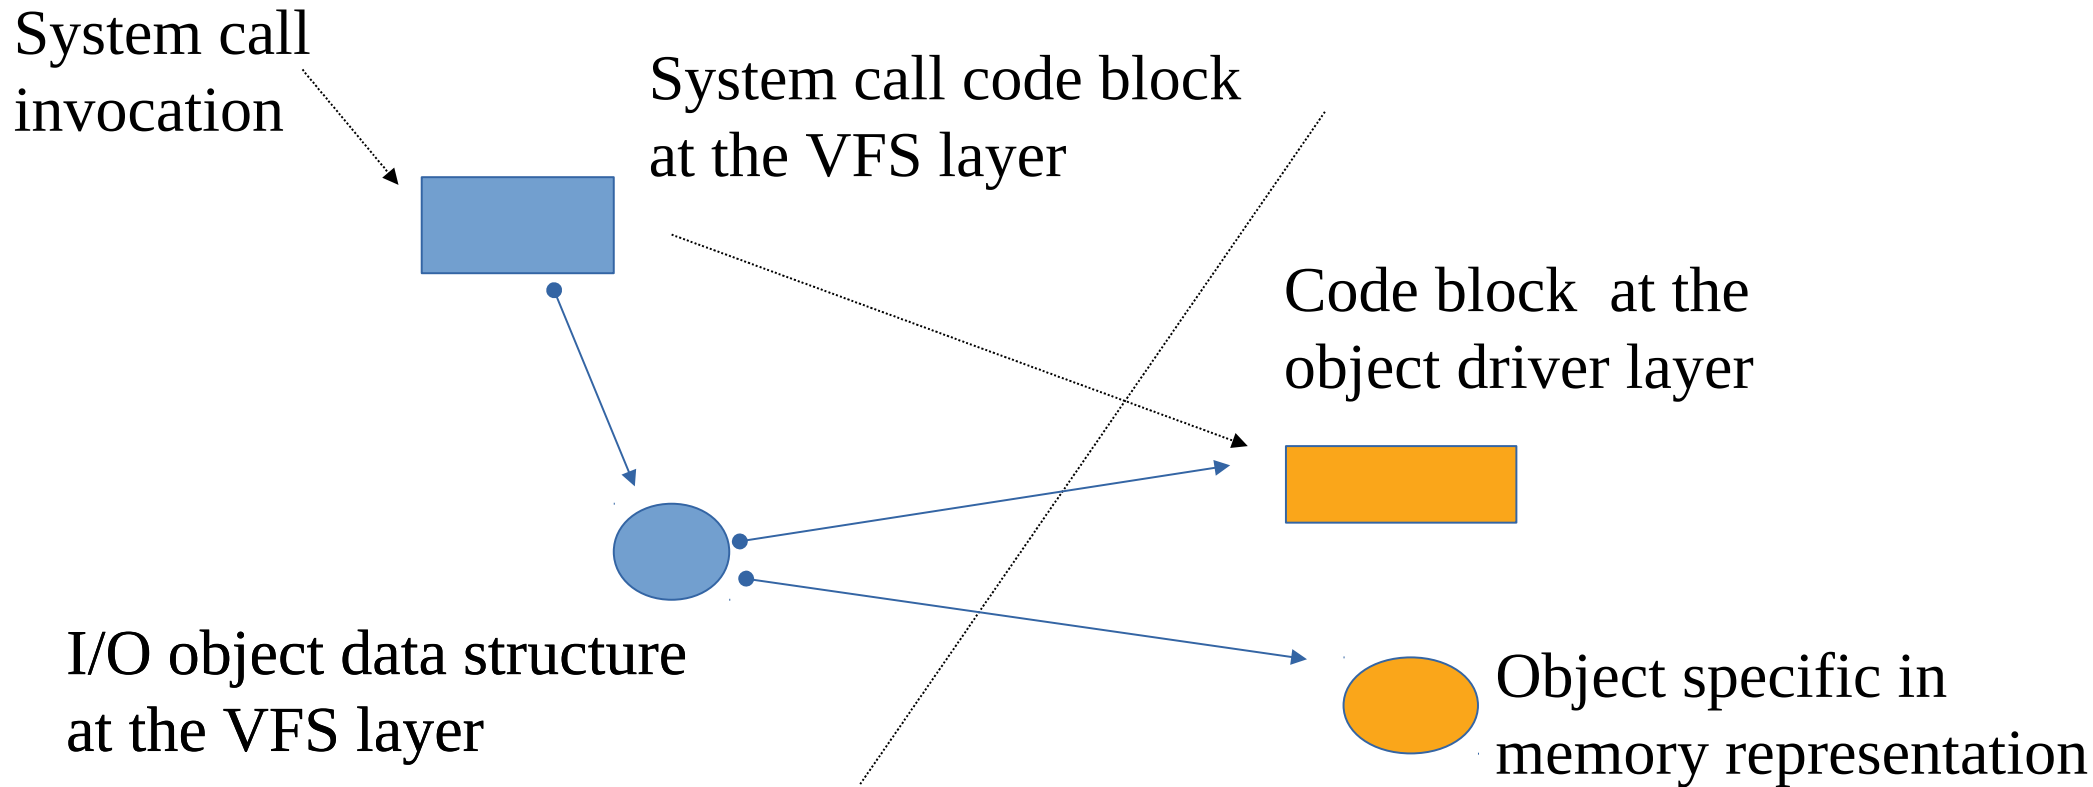 System call
invocation
System call code block
at the VFS layer
Code block  at the
object driver layer
I/O object data structure
at the VFS layer
Object specific in
memory representation